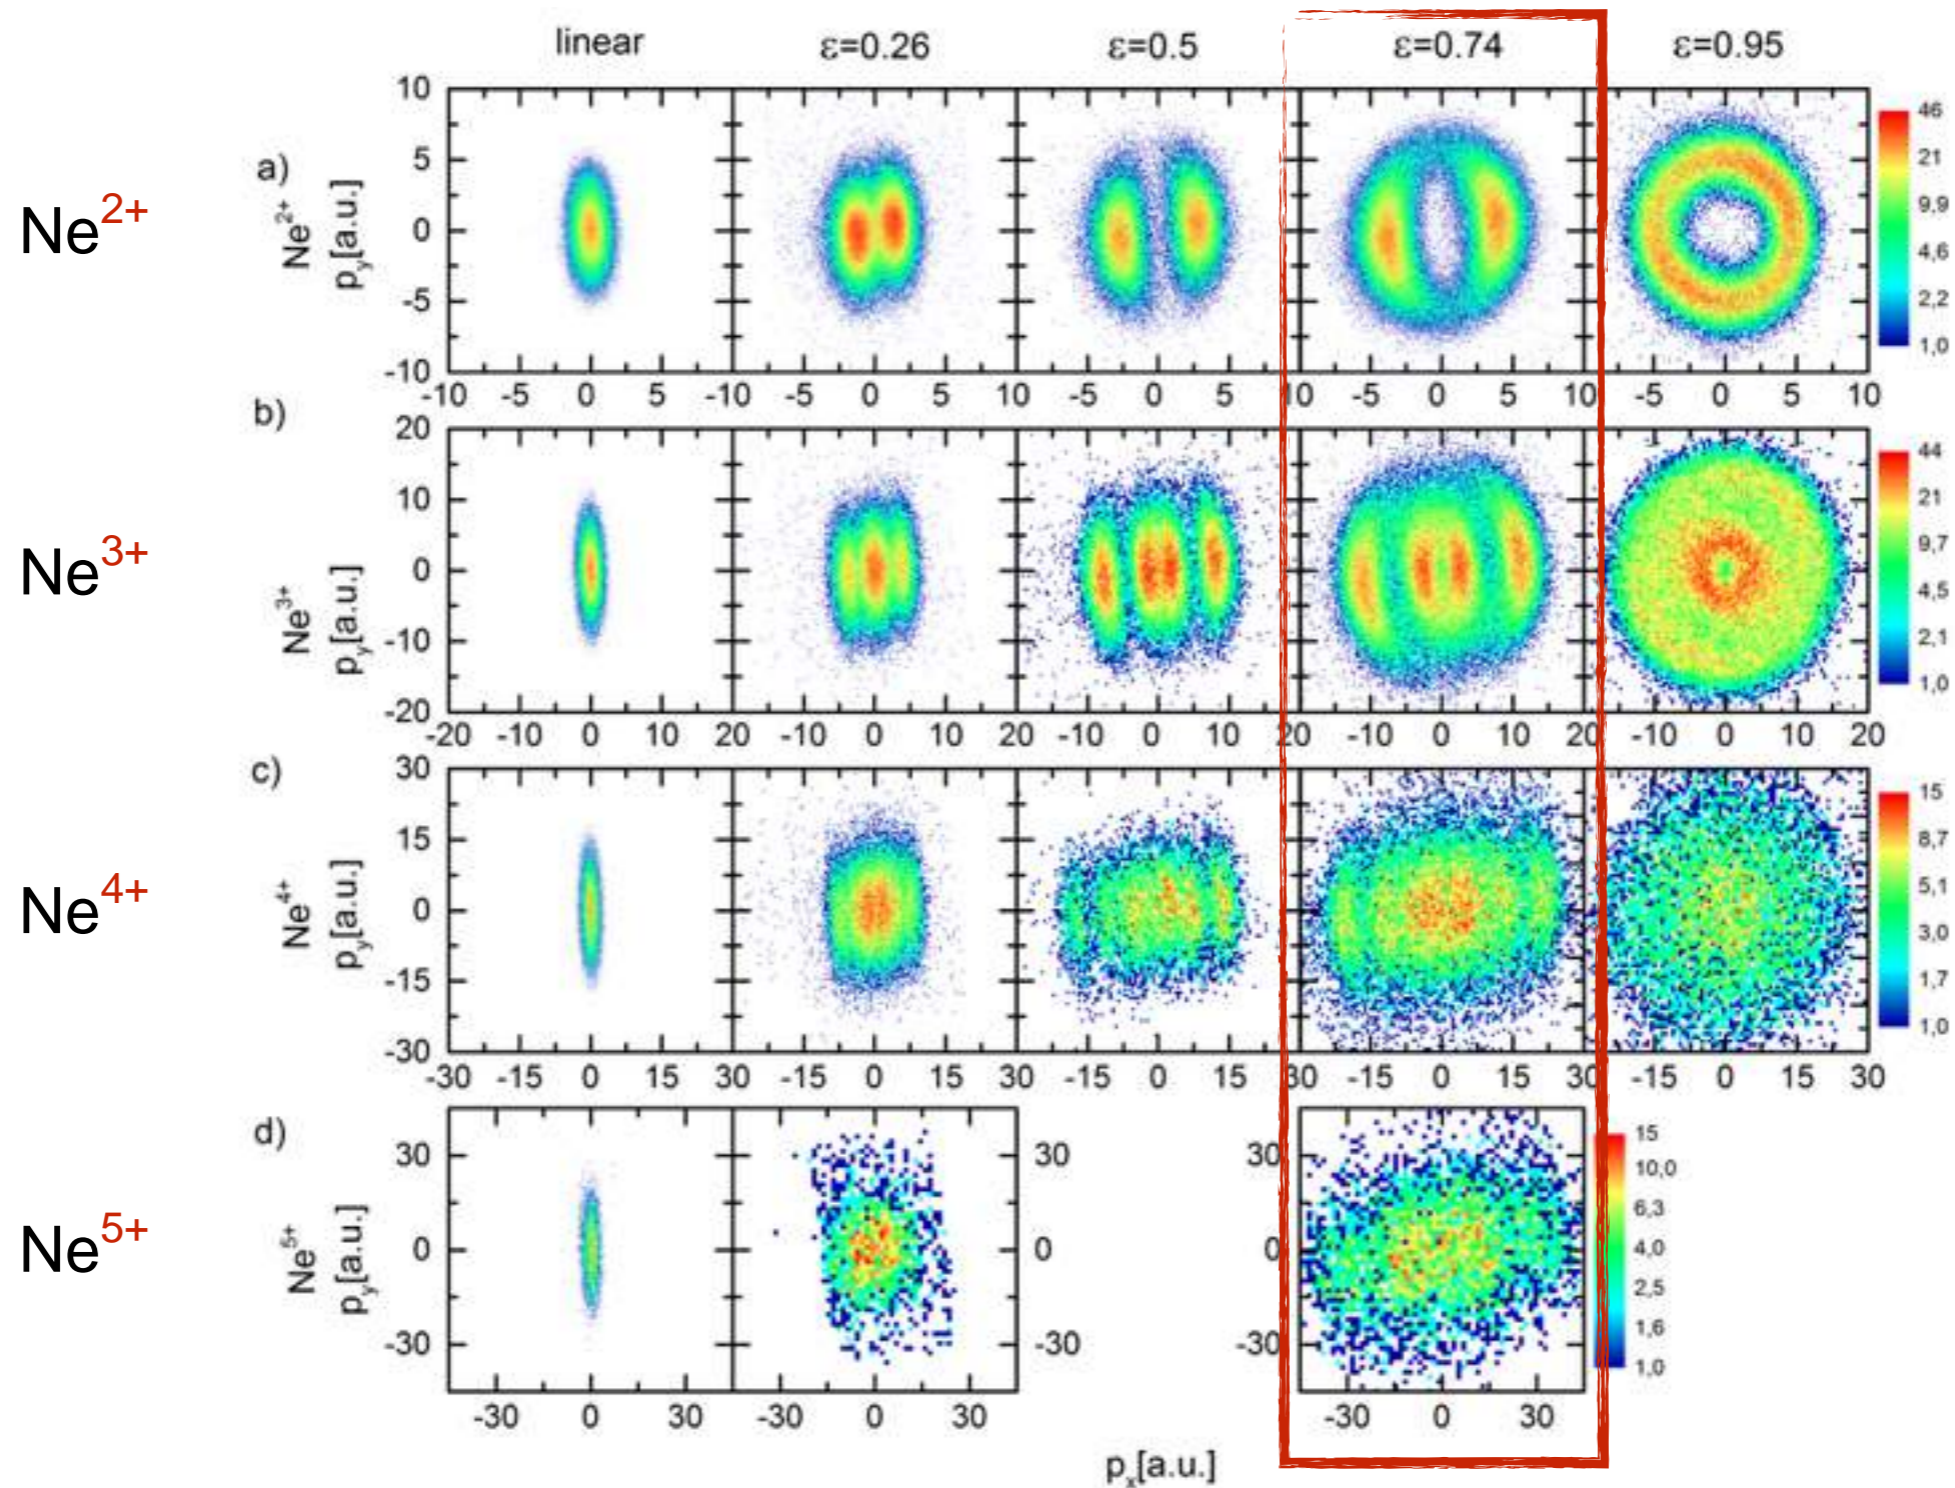 linear ε=0.26 ε=0.5 ε=0.74 ε=0.95
Ne2+
a)
Ne2+
py[a.u.]
10
5
0
-5
-10
46
21
9,9
4,6
2,2
1,0
-10 -5 0 5 -10 -5 0 5 -10 -5 0 5 10 -5 0 5 10 -5 0 5 10
Ne3+
b)
Ne3+
py[a.u.]
20
10
0
-10
-20
44
21
9,7
4,5
2,1
1,0
-20 -10 0 10 20 -10 0 10 20 -10 0 10 20 -10 0 10 20 -10 0 10 20
Ne4+
c)
Ne4+
py[a.u.]
30
15
0
-15
-30
15
8,7
5,1
3,0
1,7
1,0
-30 -15 0 15 30 -15 0 15 30 -15 0 15 30 -15 0 15 30 -15 0 15 30
Ne5+
d)
Ne5+
py[a.u.]
30 30 30
0 0 0
-30 -30 -30
15
10,0
6,3
4,0
2,5
1,6
1,0
-30 0 30 -30 0 30 -30 0 30
px[a.u.]